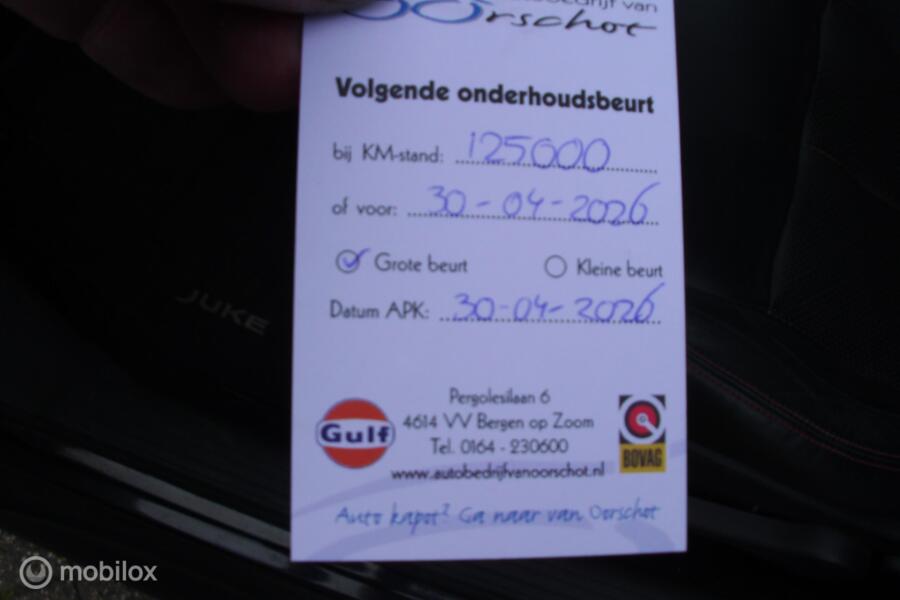 van
Oorschot
Volgende onderhoudsbeurt
bij KM-stand: 125000
of voor: 30-04-2026
Grote beurt Kleine beurt
Datum APK: 30-04-2026
JUKE
Pergolesilaan 6
Gulf 4614 VV Bergen op Zoom BOVAG
Tel. 0164 - 230600
www.autobedrijfvanoorschot.nl
Auto kapot? Ga naar van Oorschot
mobilox